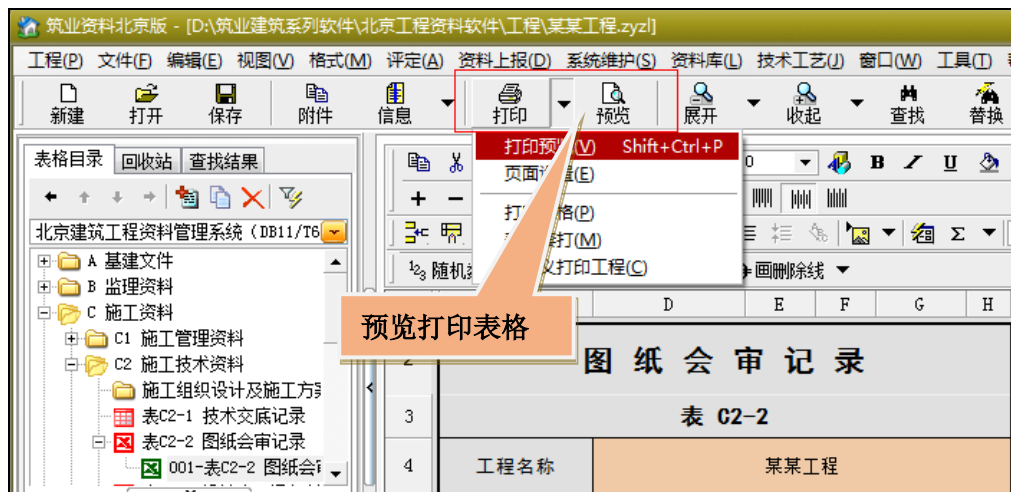 筑业资料北京版 - [D:\筑业建筑系列软件\北京工程资料软件\工程\某某工程.zyzl]
工程(P) 文件(F) 编辑(E) 视图(V) 格式(M) 评定(A) 资料上报(D) 系统维护(S) 资料库(L) 技术工艺(J) 窗口(W) 工具(T)
新建 打开 保存 附件 信息 打印 预览 展开 收起 查找 替换
表格目录 回收站 查找结果
打印预览(V) Shift+Ctrl+P
页面设置(E)
(P)
打(M)
义打印工程(C)
0 B U
Σ
北京建筑工程资料管理系统(DB11/T6
随机
画删除线
A 基建文件
B 监理资料
C 施工资料
C1 施工管理资料
C2 施工技术资料
施工组织设计及施工方
表C2-1 技术交底记录
表C2-2 图纸会审记录
001-表C2-2 图纸会
预览打印表格
D E F G H
2 图 纸 会 审 记 录
3 表 C2-2
4 工程名称 某某工程